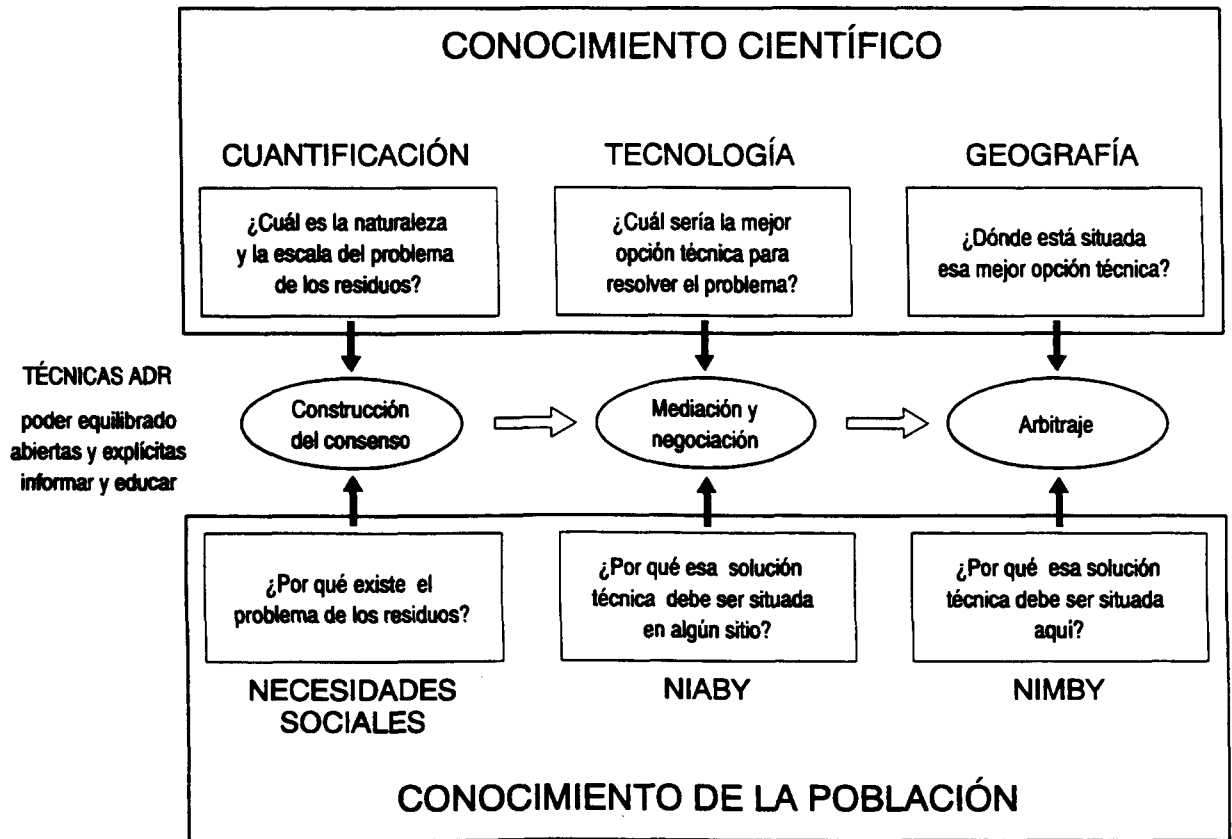 CONOCIMIENTO CIENTÍFICO
CUANTIFICACIÓN
¿Cuál es la naturaleza
y la escala del problema
de los residuos?
TECNOLOGÍA
¿Cuál sería la mejor
opción técnica para
resolver el problema?
GEOGRAFÍA
¿Dónde está situada
esa mejor opción técnica?
TÉCNICAS ADR
poder equilibrado
abiertas y explícitas
informar y educar
Construcción
del consenso
Mediación y
negociación
Arbitraje
¿Por qué existe el
problema de los residuos?
NECESIDADES
SOCIALES
¿Por qué esa solución
técnica debe ser situada
en algún sitio?
NIABY
¿Por qué esa solución
técnica debe ser situada
aquí?
NIMBY
CONOCIMIENTO DE LA POBLACIÓN